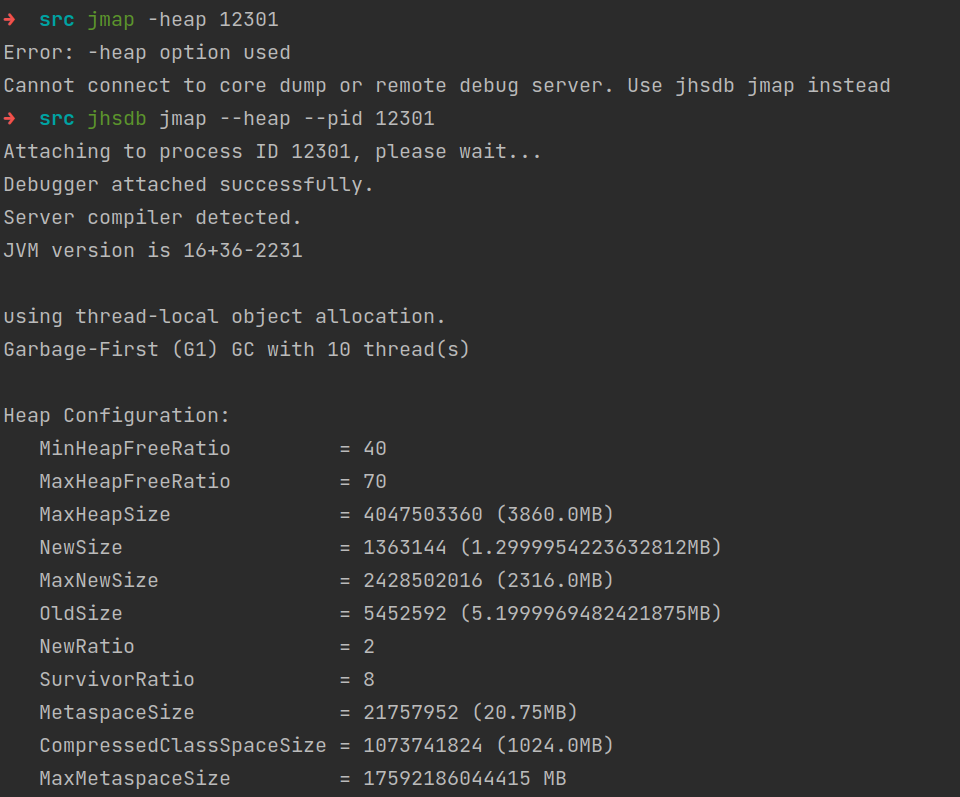 ➜  src jmap -heap 12301
Error: -heap option used
Cannot connect to core dump or remote debug server. Use jhsdb jmap instead
➜  src jhsdb jmap --heap --pid 12301
Attaching to process ID 12301, please wait...
Debugger attached successfully.
Server compiler detected.
JVM version is 16+36-2231

using thread-local object allocation.
Garbage-First (G1) GC with 10 thread(s)

Heap Configuration:
   MinHeapFreeRatio         = 40
   MaxHeapFreeRatio         = 70
   MaxHeapSize              = 4047503360 (3860.0MB)
   NewSize                  = 1363144 (1.2999954223632812MB)
   MaxNewSize               = 2428502016 (2316.0MB)
   OldSize                  = 5452592 (5.1999969482421875MB)
   NewRatio                 = 2
   SurvivorRatio            = 8
   MetaspaceSize            = 21757952 (20.75MB)
   CompressedClassSpaceSize = 1073741824 (1024.0MB)
   MaxMetaspaceSize         = 17592186044415 MB